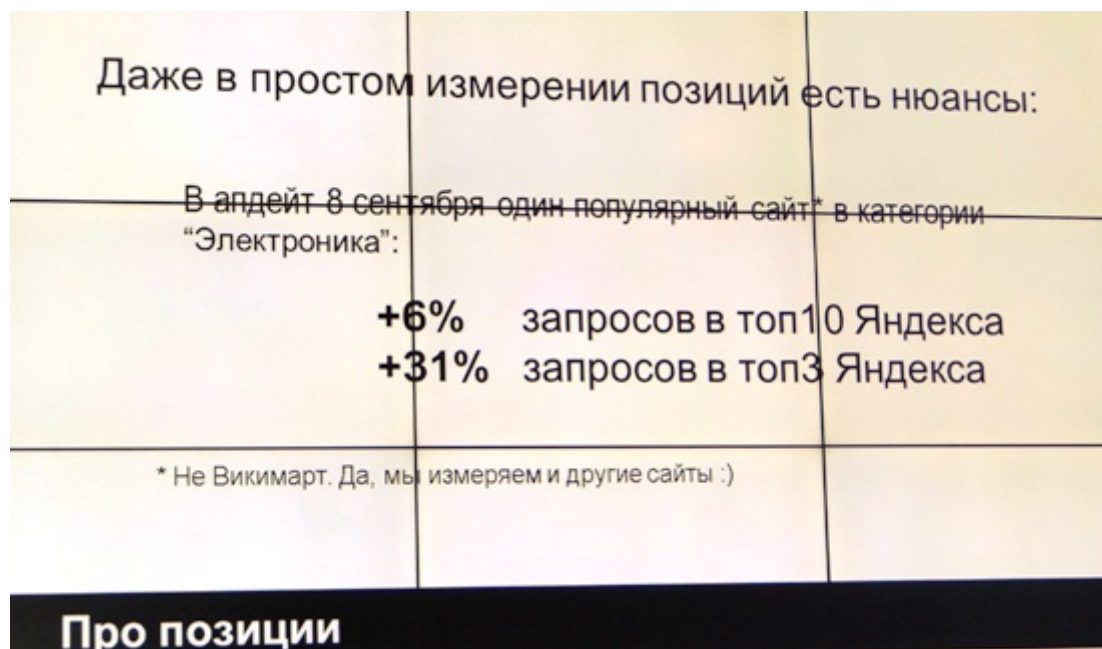 Даже в простом измерении позиций есть нюансы:
В апдейт 8 сентября один популярный сайт* в категории
“Электроника”:
+6% запросов в топ10 Яндекса
+31% запросов в топ3 Яндекса
* Не Викимарт. Да, мы измеряем и другие сайты :)
Про позиции